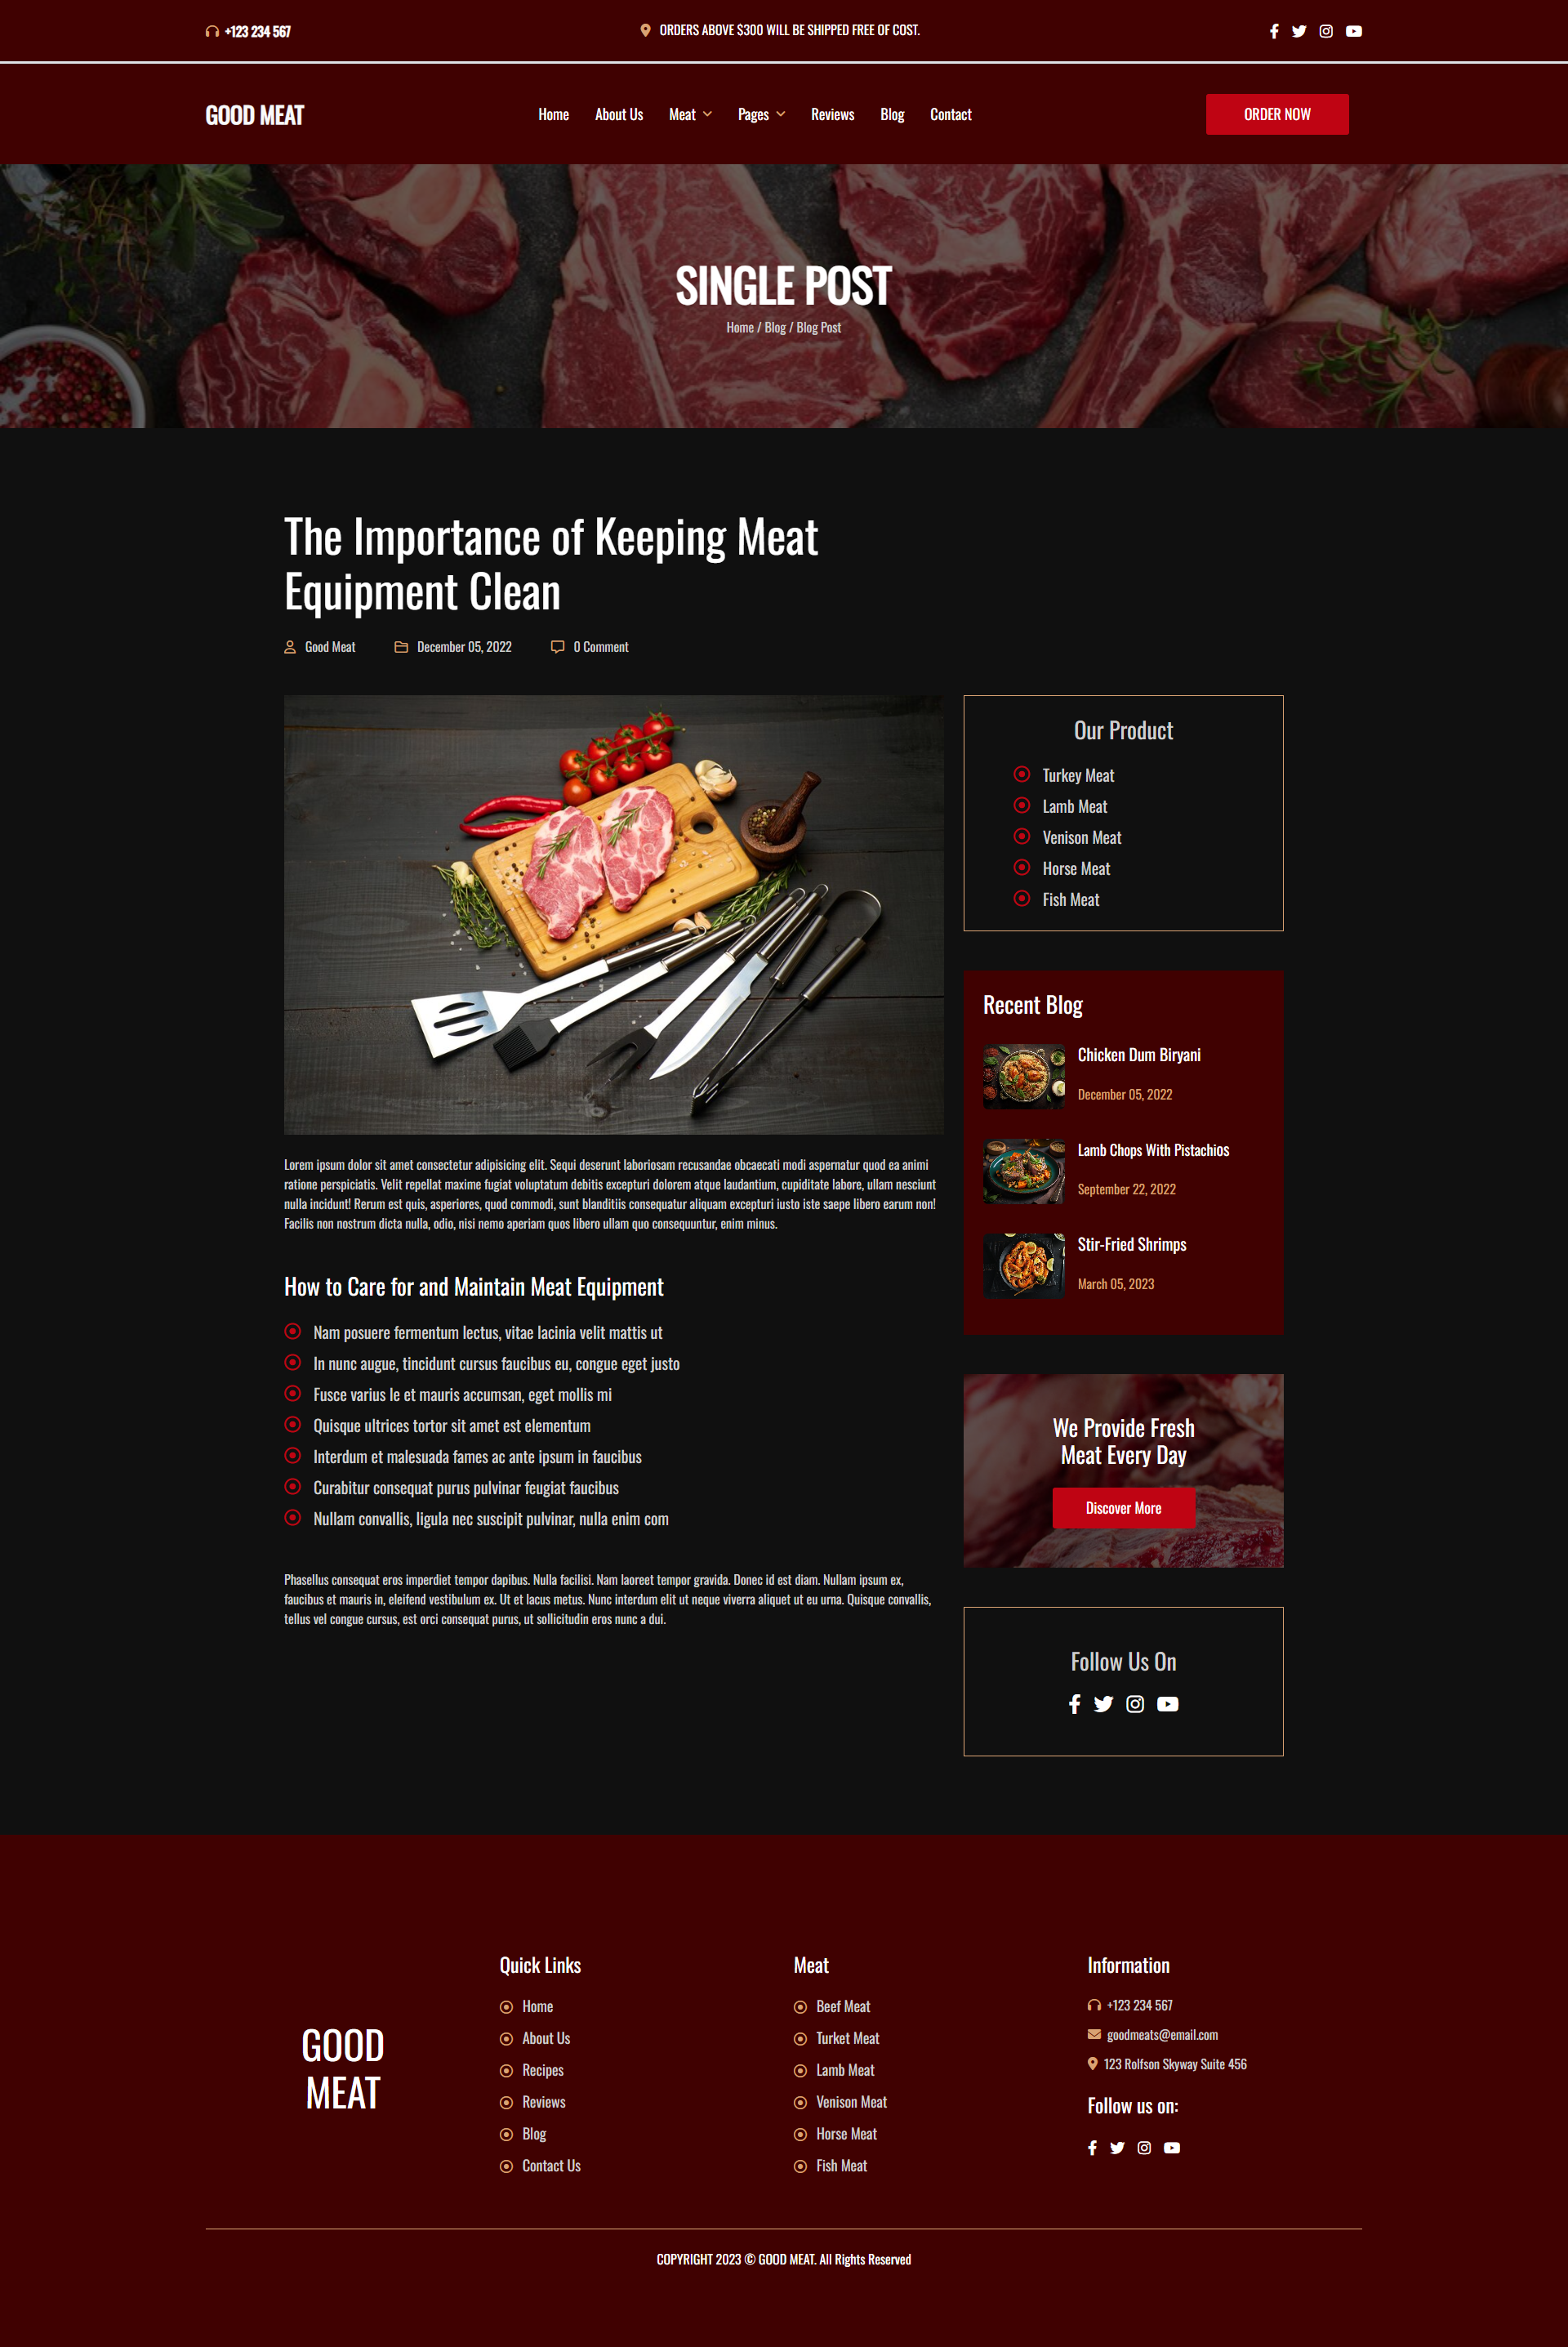 +123 234 567
ORDERS ABOVE $300 WILL BE SHIPPED FREE OF COST.
GOOD MEAT
Home
About Us
Meat
Pages
Reviews
Blog
Contact
ORDER NOW
SINGLE POST
Home / Blog / Blog Post
The Importance of Keeping Meat
Equipment Clean
Good Meat
December 05, 2022
0 Comment
Lorem ipsum dolor sit amet consectetur adipisicing elit. Sequi deserunt laboriosam recusandae obcaecati modi aspernatur quod ea animi
ratione perspiciatis. Velit repellat maxime fugiat voluptatum debitis excepturi dolorem atque laudantium, cupiditate labore, ullam nesciunt
nulla incidunt! Rerum est quis, asperiores, quod commodi, sunt blanditiis consequatur aliquam excepturi iusto iste saepe libero earum non!
Facilis non nostrum dicta nulla, odio, nisi nemo aperiam quos libero ullam quo consequuntur, enim minus.
How to Care for and Maintain Meat Equipment
Nam posuere fermentum lectus, vitae lacinia velit mattis ut
In nunc augue, tincidunt cursus faucibus eu, congue eget justo
Fusce varius le et mauris accumsan, eget mollis mi
Quisque ultrices tortor sit amet est elementum
Interdum et malesuada fames ac ante ipsum in faucibus
Curabitur consequat purus pulvinar feugiat faucibus
Nullam convallis, ligula nec suscipit pulvinar, nulla enim com
Phasellus consequat eros imperdiet tempor dapibus. Nulla facilisi. Nam laoreet tempor gravida. Donec id est diam. Nullam ipsum ex,
faucibus et mauris in, eleifend vestibulum ex. Ut et lacus metus. Nunc interdum elit ut neque viverra aliquet ut eu urna. Quisque convallis,
tellus vel congue cursus, est orci consequat purus, ut sollicitudin eros nunc a dui.
Our Product
Turkey Meat
Lamb Meat
Venison Meat
Horse Meat
Fish Meat
Recent Blog
Chicken Dum Biryani
December 05, 2022
Lamb Chops With Pistachios
September 22, 2022
Stir-Fried Shrimps
March 05, 2023
We Provide Fresh
Meat Every Day
Discover More
Follow Us On
GOOD
MEAT
Quick Links
Home
About Us
Recipes
Reviews
Blog
Contact Us
Meat
Beef Meat
Turket Meat
Lamb Meat
Venison Meat
Horse Meat
Fish Meat
Information
+123 234 567
goodmeats@email.com
123 Rolfson Skyway Suite 456
Follow us on:
COPYRIGHT 2023 © GOOD MEAT. All Rights Reserved